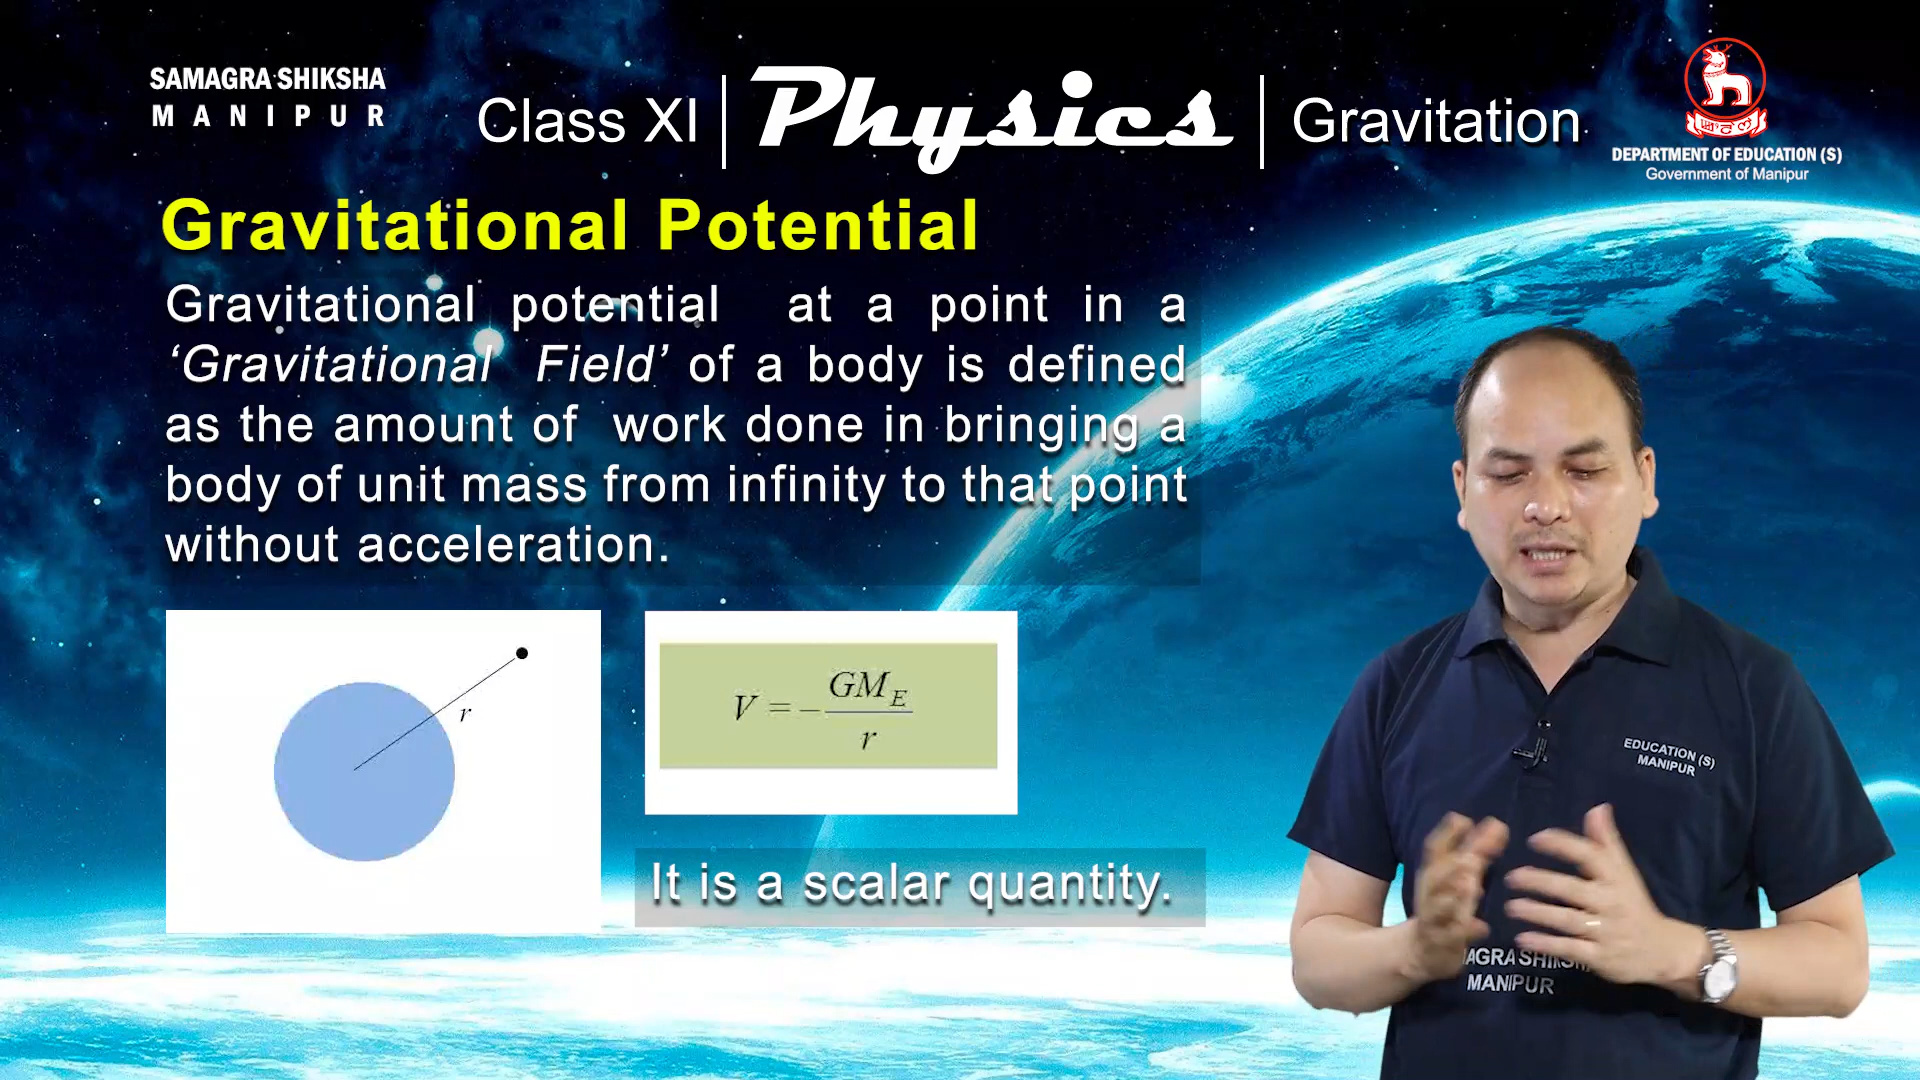 SAMAGRA SHIKSHA
MANIPUR
Class XI | Physics | Gravitation
DEPARTMENT OF EDUCATION (S)
Government of Manipur
Gravitational Potential
Gravitational potential at a point in a
‘Gravitational Field’ of a body is defined
as the amount of work done in bringing a
body of unit mass from infinity to that point
without acceleration.
r
V = - GM_E / r
It is a scalar quantity.
EDUCATION (S)
MANIPUR
MANIPUR